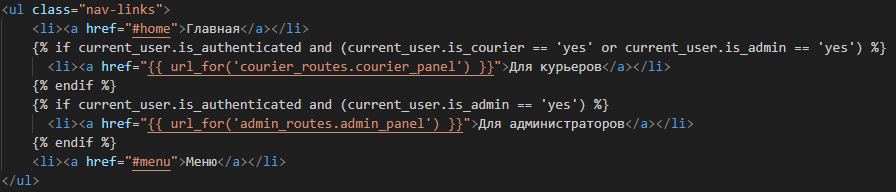 <ul class="nav-links">
<li><a href="#home">Главная</a></li>
{% if current_user.is_authenticated and (current_user.is_courier == 'yes' or current_user.is_admin == 'yes') %}
<li><a href="{{ url_for('courier_routes.courier_panel') }}">Для курьеров</a></li>
{% endif %}
{% if current_user.is_authenticated and (current_user.is_admin == 'yes') %}
<li><a href="{{ url_for('admin_routes.admin_panel') }}">Для администраторов</a></li>
{% endif %}
<li><a href="#menu">Меню</a></li>
</ul>